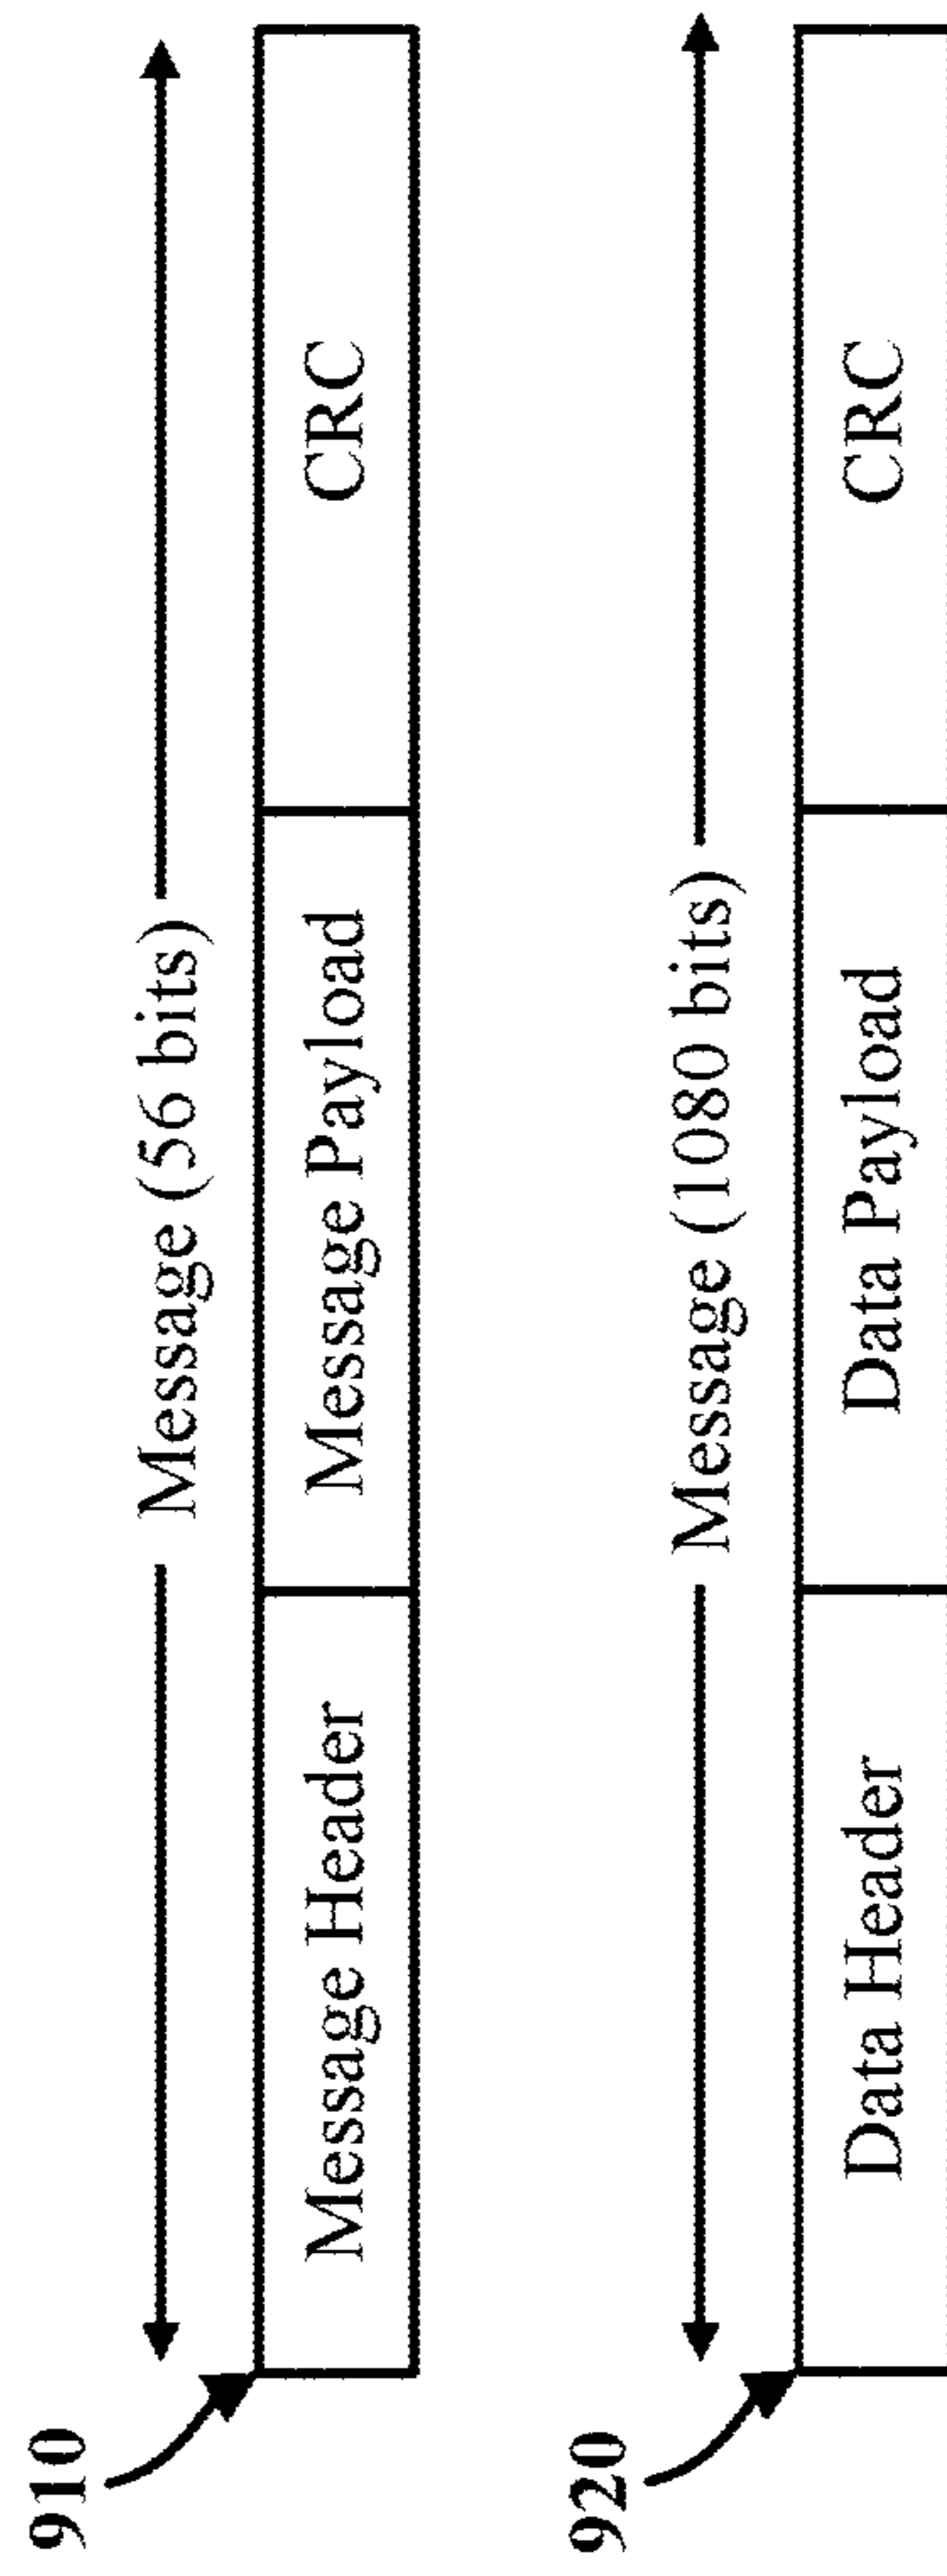 910
Message (56 bits)
Message Header Message Payload CRC
920
Message (1080 bits)
Data Header Data Payload CRC